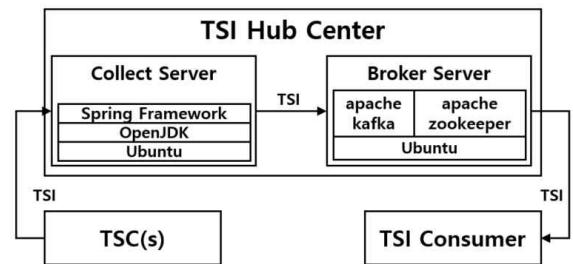 TSI Hub Center
Collect Server
Spring Framework
OpenJDK
Ubuntu
TSI
Broker Server
apache kafka
apache zookeeper
Ubuntu
TSI
TSI
TSC(s)
TSI Consumer